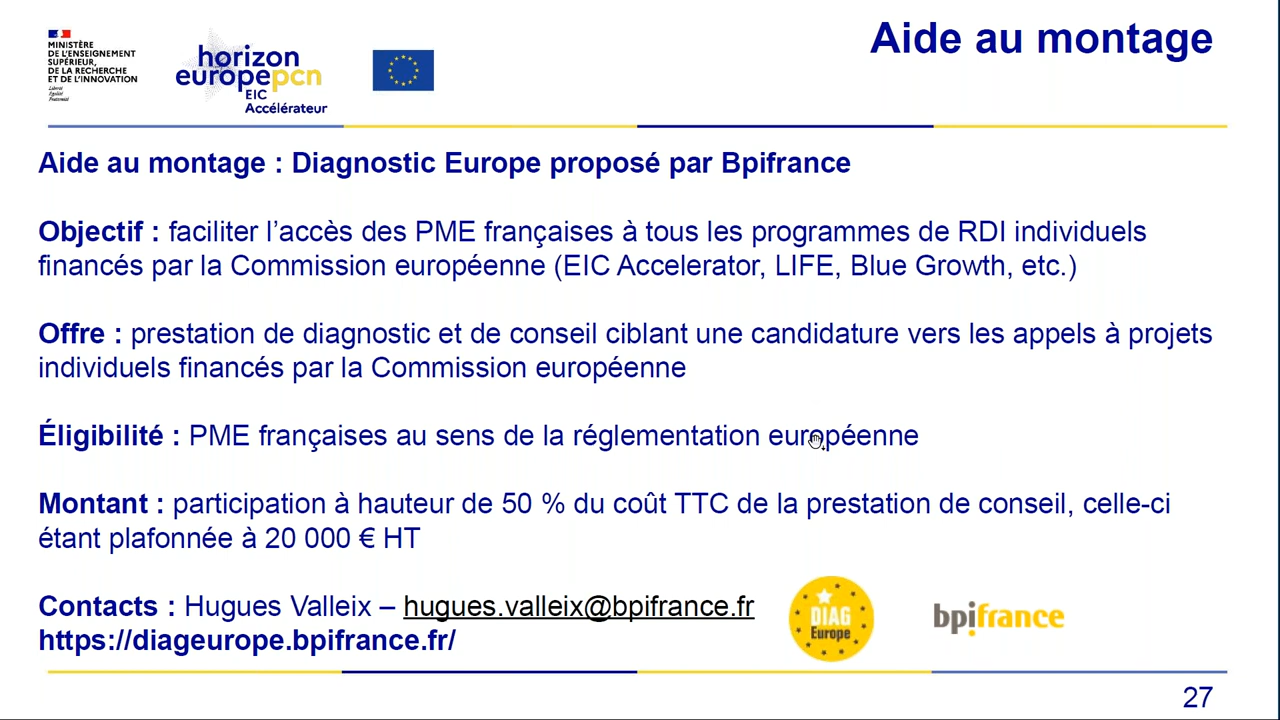 MINISTÈRE
DE L'ENSEIGNEMENT
SUPÉRIEUR,
DE LA RECHERCHE
ET DE L'INNOVATION
Liberté
Égalité
Fraternité
horizon
europepcn
EIC
Accélérateur
Aide au montage
Aide au montage : Diagnostic Europe proposé par Bpifrance
Objectif : faciliter l’accès des PME françaises à tous les programmes de RDI individuels
financés par la Commission européenne (EIC Accelerator, LIFE, Blue Growth, etc.)
Offre : prestation de diagnostic et de conseil ciblant une candidature vers les appels à projets
individuels financés par la Commission européenne
Éligibilité : PME françaises au sens de la réglementation européenne
Montant : participation à hauteur de 50 % du coût TTC de la prestation de conseil, celle-ci
étant plafonnée à 20 000 € HT
Contacts : Hugues Valleix – hugues.valleix@bpifrance.fr
https://diageurope.bpifrance.fr/
DIAG
Europe
bpifrance
27